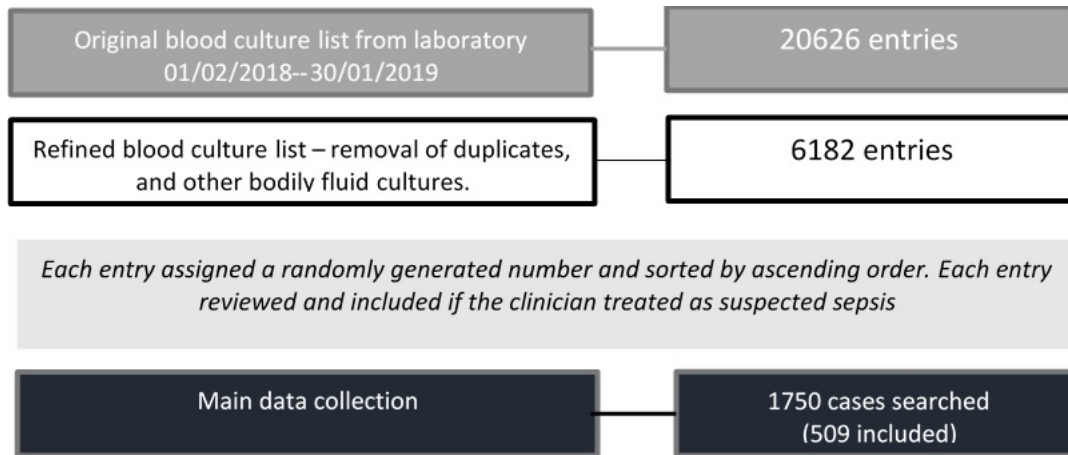 Original blood culture list from laboratory
01/02/2018--30/01/2019
20626 entries
Refined blood culture list – removal of duplicates,
and other bodily fluid cultures.
6182 entries
Each entry assigned a randomly generated number and sorted by ascending order. Each entry
reviewed and included if the clinician treated as suspected sepsis
Main data collection
1750 cases searched
(509 included)